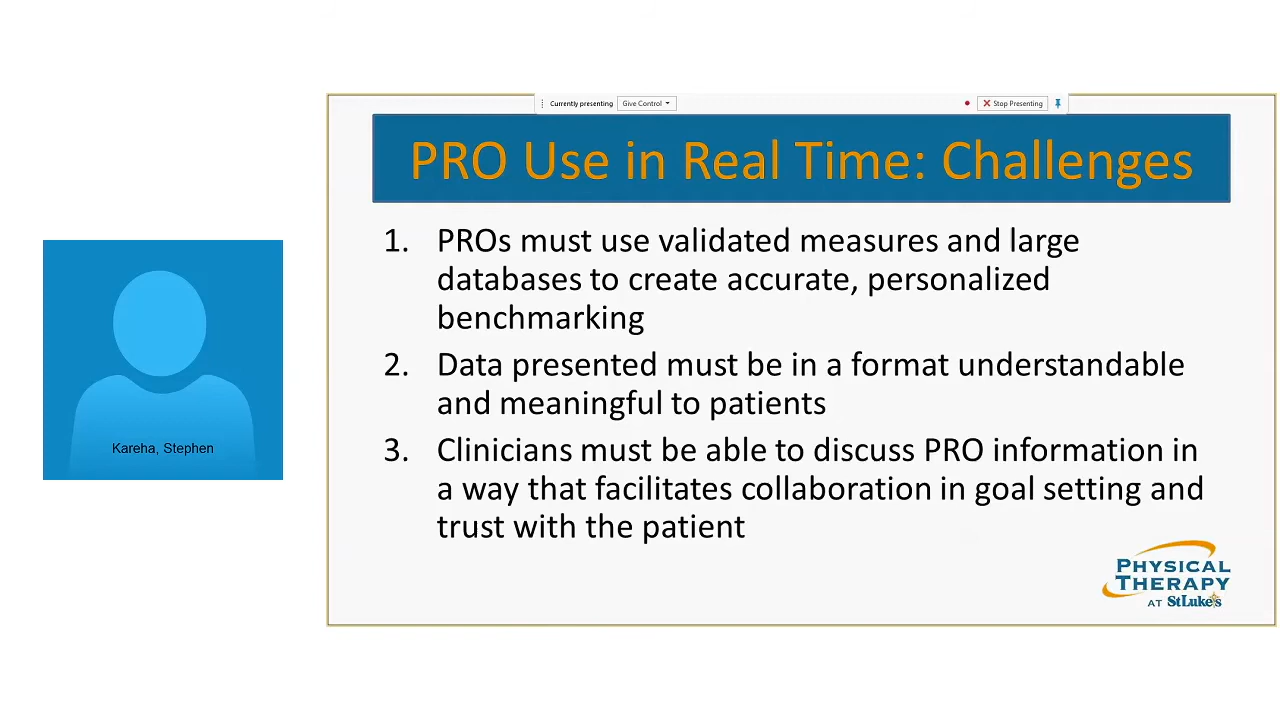 Currently presenting Give Control Stop Presenting
PRO Use in Real Time: Challenges
1. PROs must use validated measures and large
databases to create accurate, personalized
benchmarking
2. Data presented must be in a format understandable
and meaningful to patients
3. Clinicians must be able to discuss PRO information in
a way that facilitates collaboration in goal setting and
trust with the patient
Kareha, Stephen
PHYSICAL
THERAPY
AT StLuke's